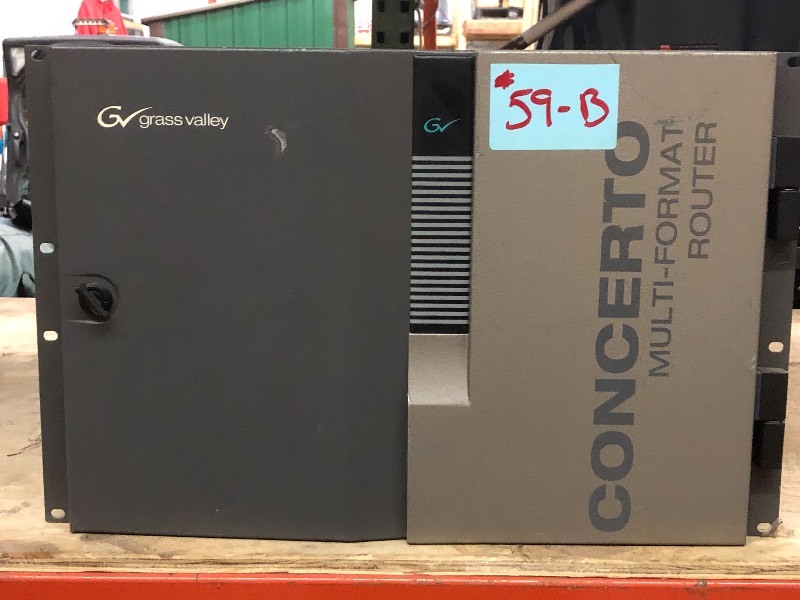 GV grass valley
GV
*59-B
CONCERTO
MULTI-FORMAT
ROUTER